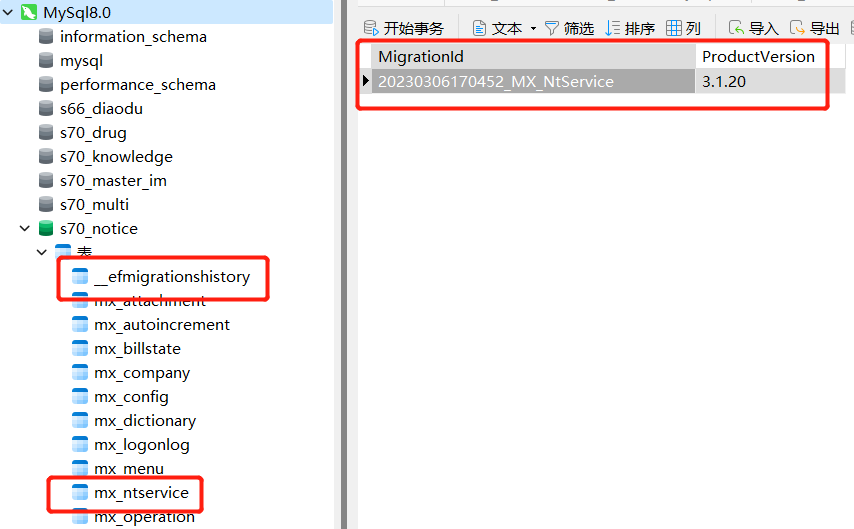 MySql8.0
information_schema
mysql
performance_schema
s66_diaodu
s70_drug
s70_knowledge
s70_master_im
s70_multi
s70_notice
表
__efmigrationshistory
mx_attachment
mx_autoincrement
mx_billstate
mx_company
mx_config
mx_dictionary
mx_logonlog
mx_menu
mx_ntservice
mx_operation
开始事务 文本 筛选 排序 列 导入 导出
MigrationId ProductVersion
20230306170452_MX_NtService 3.1.20